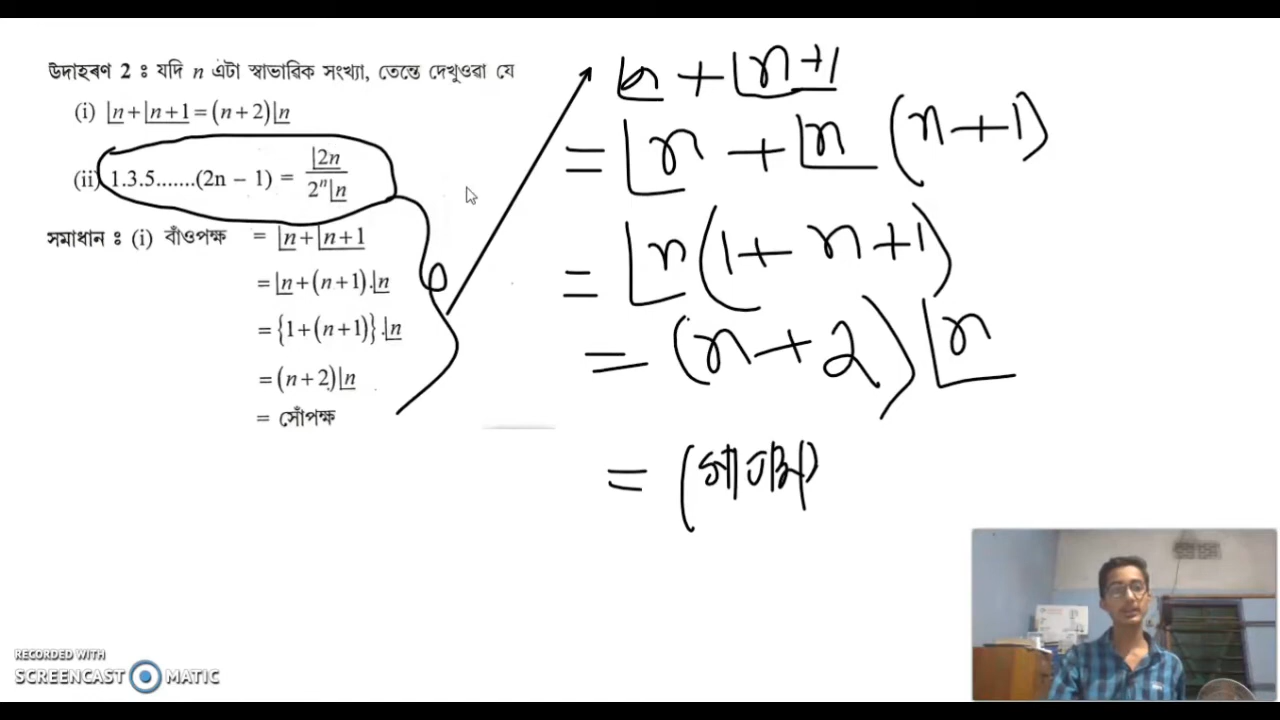 উদাহৰণ 2 : যদি n এটা স্বাভাৱিক সংখ্যা, তেন্তে দেখুওৱা যে
(i) ⌊n + ⌊n+1 = (n+2)⌊n
(ii) 1.3.5.......(2n − 1) = ⌊2n / 2ⁿ⌊n
সমাধান : (i) বাঁওপক্ষ = ⌊n + ⌊n+1
= ⌊n + (n+1).⌊n
= {1+(n+1)}.⌊n
= (n+2)⌊n
= সোঁপক্ষ
⌊n + ⌊n+1
= ⌊n + ⌊n (n+1)
= ⌊n (1+n+1)
= (n+2) ⌊n
=
RECORDED WITH
SCREENCAST MATIC